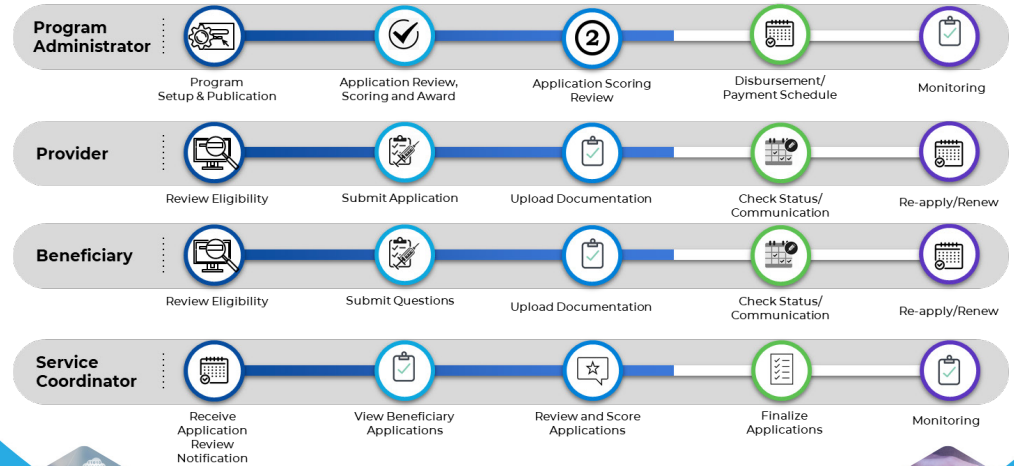 Program
Administrator
2
Program
Setup & Publication
Application Review,
Scoring and Award
Application Scoring
Review
Disbursement/
Payment Schedule
Monitoring
Provider
Review Eligibility
Submit Application
Upload Documentation
Check Status/
Communication
Re-apply/Renew
Beneficiary
Review Eligibility
Submit Questions
Upload Documentation
Check Status/
Communication
Re-apply/Renew
Service
Coordinator
Receive
Application
Review
Notification
View Beneficiary
Applications
Review and Score
Applications
Finalize
Applications
Monitoring